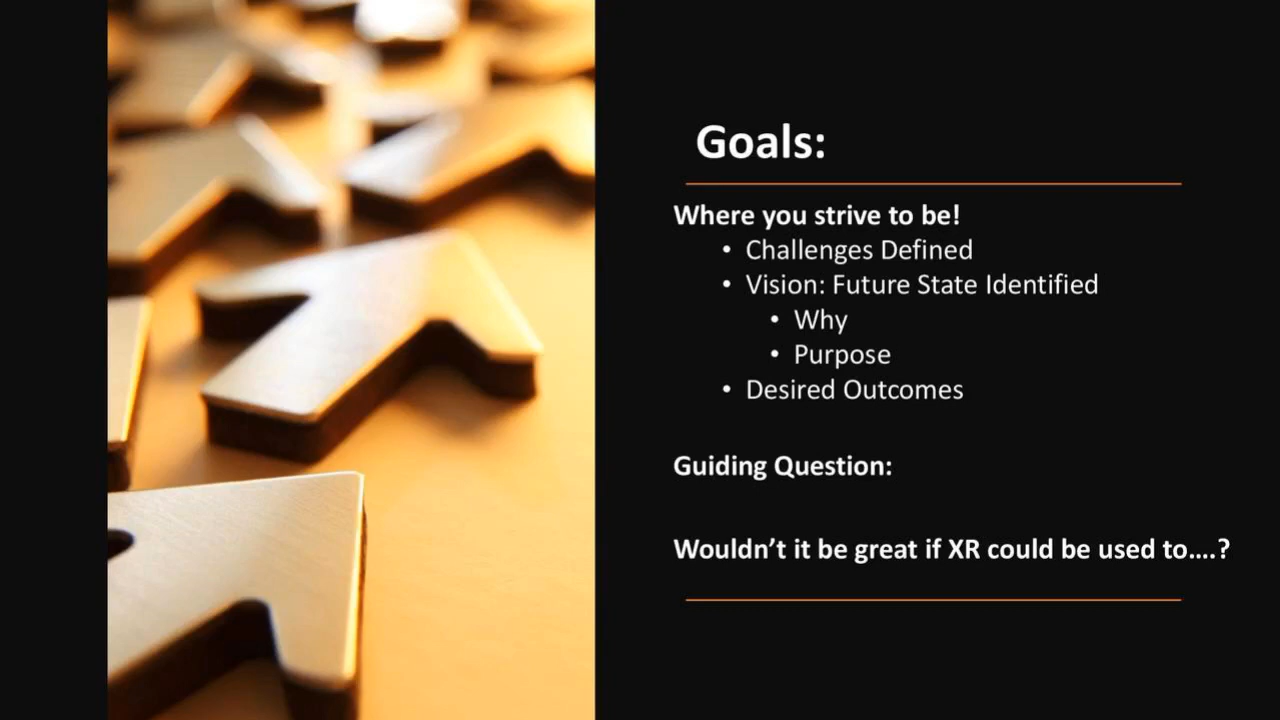 Goals:
Where you strive to be!
• Challenges Defined
• Vision: Future State Identified
• Why
• Purpose
• Desired Outcomes
Guiding Question:
Wouldn’t it be great if XR could be used to....?